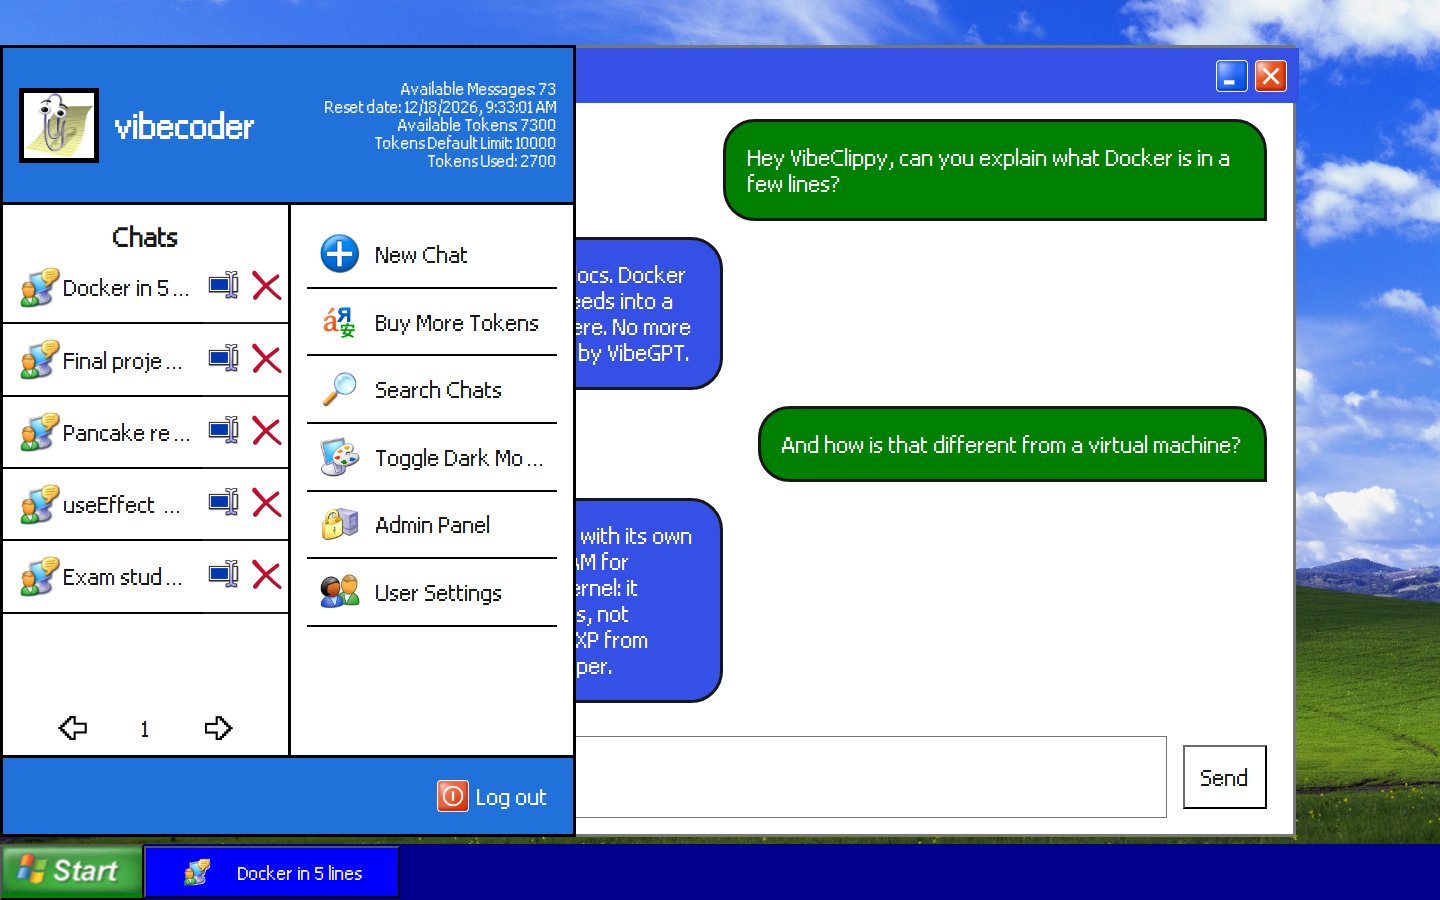 vibecoder
Available Messages: 73
Reset date: 12/18/2026, 9:33:01 AM
Available Tokens: 7300
Tokens Default Limit: 10000
Tokens Used: 2700
Chats
Docker in 5 ...
Final proje ...
Pancake re ...
useEffect ...
Exam stud ...
1
New Chat
Buy More Tokens
Search Chats
Toggle Dark Mo ...
Admin Panel
User Settings
Log out
Hey VibeClippy, can you explain what Docker is in a
few lines?
ocs. Docker
eeds into a
ere. No more
by VibeGPT.
And how is that different from a virtual machine?
with its own
AM for
ernel: it
s, not
XP from
per.
Send
Start
Docker in 5 lines